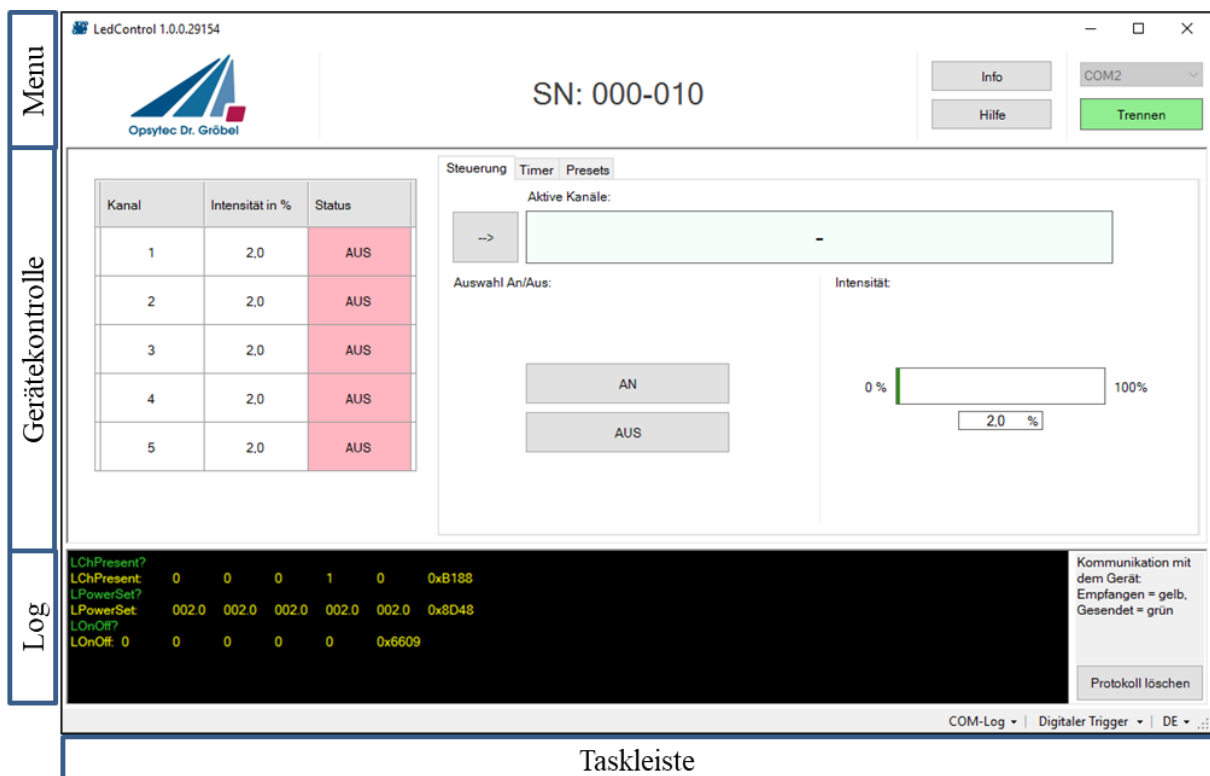 Menu
LedControl 1.0.0.29154
Opsytec Dr. Gröbel
SN: 000-010
Info
Hilfe
COM2
Trennen
Gerätekontrolle
Kanal Intensität in % Status
1 2,0 AUS
2 2,0 AUS
3 2,0 AUS
4 2,0 AUS
5 2,0 AUS
Steuerung Timer Presets
Aktive Kanäle:
--> -
Auswahl An/Aus:
AN
AUS
Intensität:
0 % 100%
2,0 %
Log
LChPresent?
LChPresent: 0 0 0 1 0 0xB188
LPowerSet?
LPowerSet: 002.0 002.0 002.0 002.0 002.0 0x8D48
LOnOff?
LOnOff: 0 0 0 0 0 0x6609
Kommunikation mit
dem Gerät:
Empfangen = gelb,
Gesendet = grün
Protokoll löschen
COM-Log Digitaler Trigger DE
Taskleiste